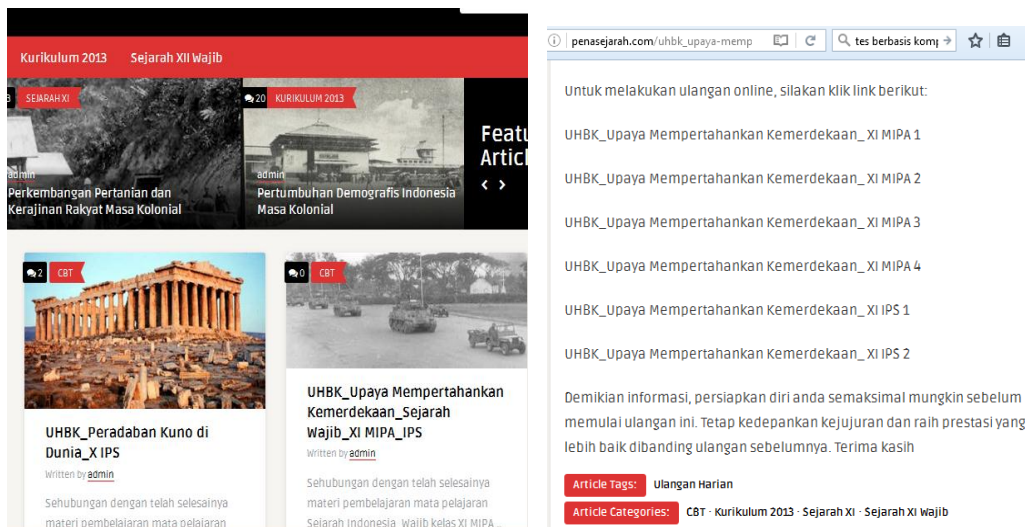 Kurikulum 2013 Sejarah XII Wajib
SEJARAH XI
20 KURIKULUM 2013
admin
Perkembangan Pertanian dan
Kerajinan Rakyat Masa Kolonial
admin
Pertumbuhan Demografis Indonesia
Masa Kolonial
Featu
Articl
2 CBT
UHBK_Peradaban Kuno di
Dunia_X IPS
Written by admin
Sehubungan dengan telah selesainya
materi pembelajaran mata pelajaran
0 CBT
UHBK_Upaya Mempertahankan
Kemerdekaan_Sejarah
Wajib_XI MIPA_IPS
Written by admin
Sehubungan dengan telah selesainya
materi pembelajaran mata pelajaran
Sejarah Indonesia Wajib kelas XI MIPA ...
penasejarah.com/uhbk_upaya-memp
tes berbasis komp
Untuk melakukan ulangan online, silakan klik link berikut:
UHBK_Upaya Mempertahankan Kemerdekaan_ XI MIPA 1
UHBK_Upaya Mempertahankan Kemerdekaan_ XI MIPA 2
UHBK_Upaya Mempertahankan Kemerdekaan_ XI MIPA 3
UHBK_Upaya Mempertahankan Kemerdekaan_ XI MIPA 4
UHBK_Upaya Mempertahankan Kemerdekaan_ XI IPS 1
UHBK_Upaya Mempertahankan Kemerdekaan_ XI IPS 2
Demikian informasi, persiapkan diri anda semaksimal mungkin sebelum
memulai ulangan ini. Tetap kedepankan kejujuran dan raih prestasi yang
lebih baik dibanding ulangan sebelumnya. Terima kasih
Article Tags: Ulangan Harian
Article Categories: CBT · Kurikulum 2013 · Sejarah XI · Sejarah XI Wajib